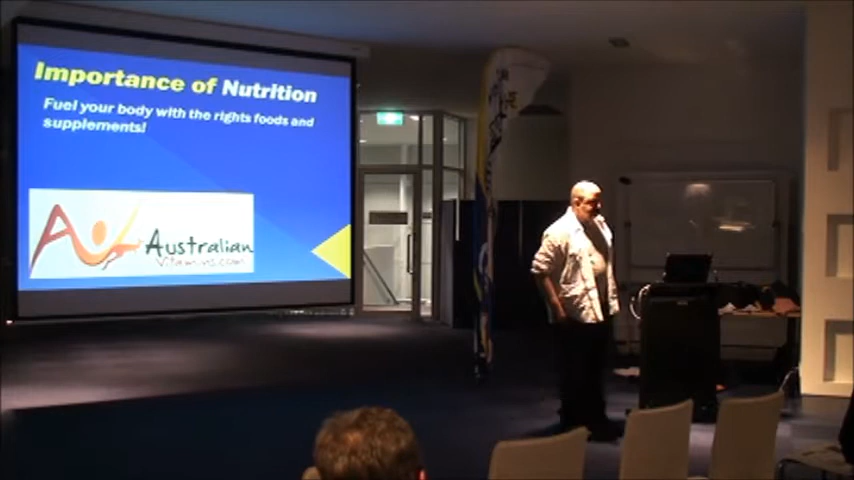 Importance of Nutrition
Fuel your body with the rights foods and
supplements!
Australian
Vitamins.com